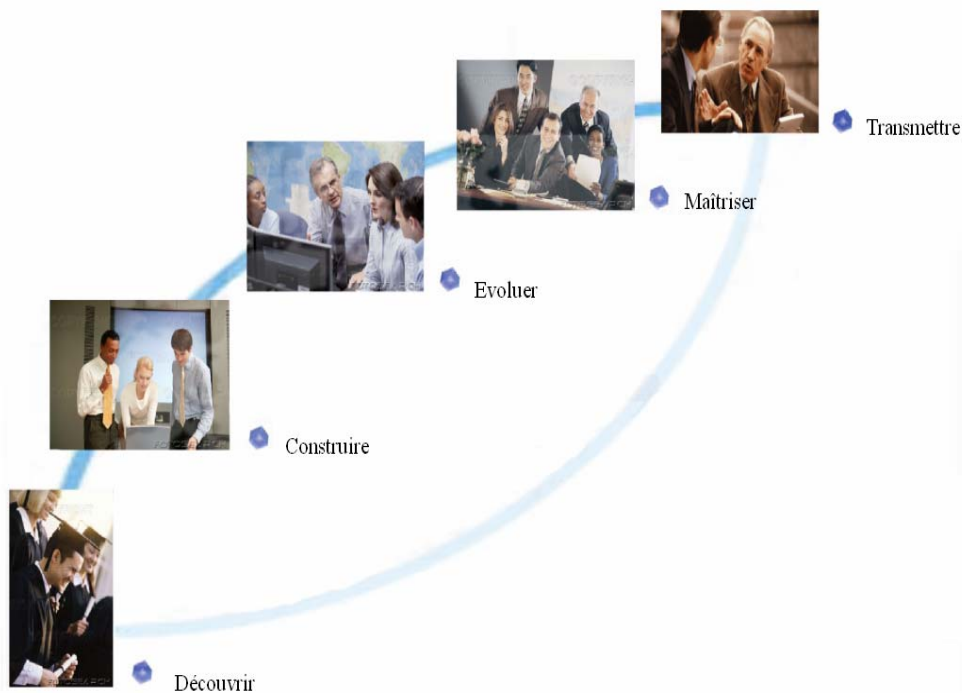 Transmettre
Maîtriser
Evoluer
Construire
Découvrir